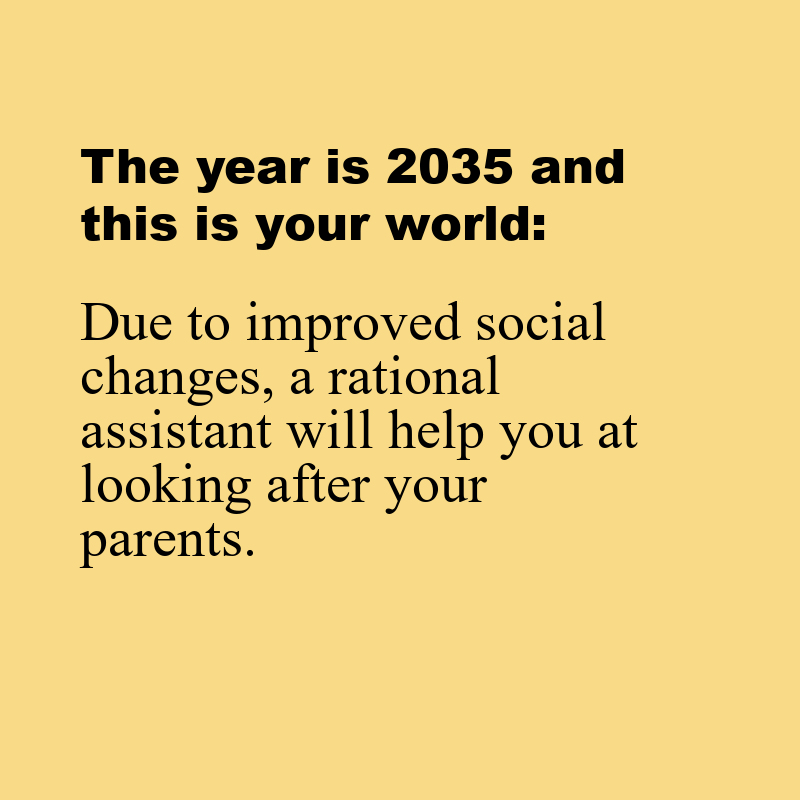 The year is 2035 and
this is your world:
Due to improved social
changes, a rational
assistant will help you at
looking after your
parents.